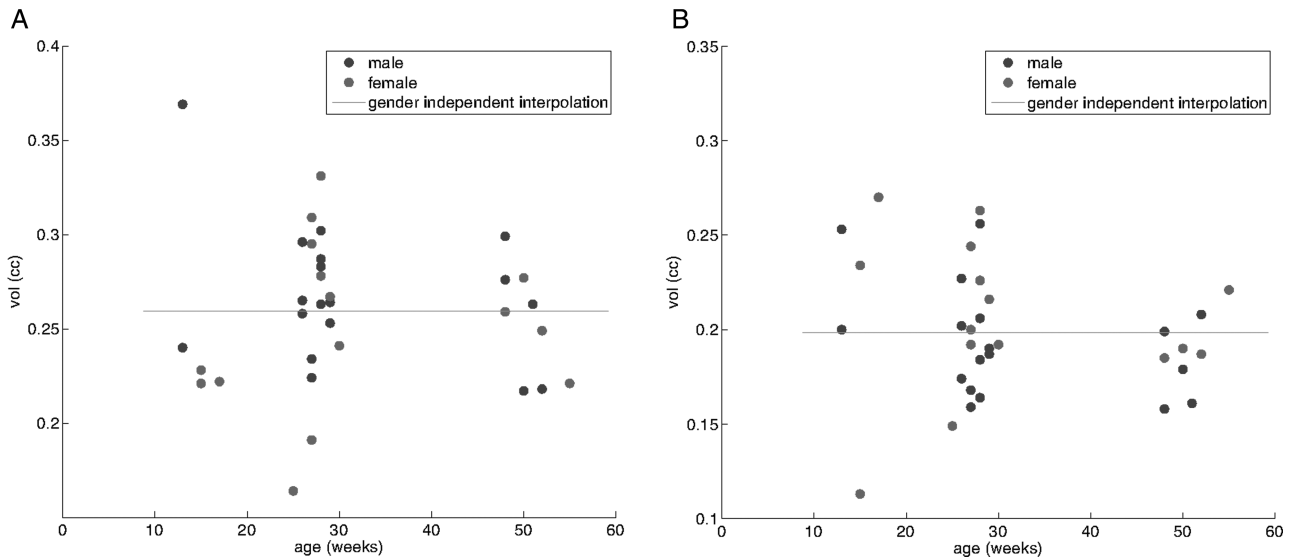 A
0.4
0.35
0.3
0.25
0.2
vol (cc)
0 10 20 30 40 50 60
age (weeks)
male
female
gender independent interpolation
B
0.35
0.3
0.25
0.2
0.15
0.1
vol (cc)
0 10 20 30 40 50 60
age (weeks)
male
female
gender independent interpolation